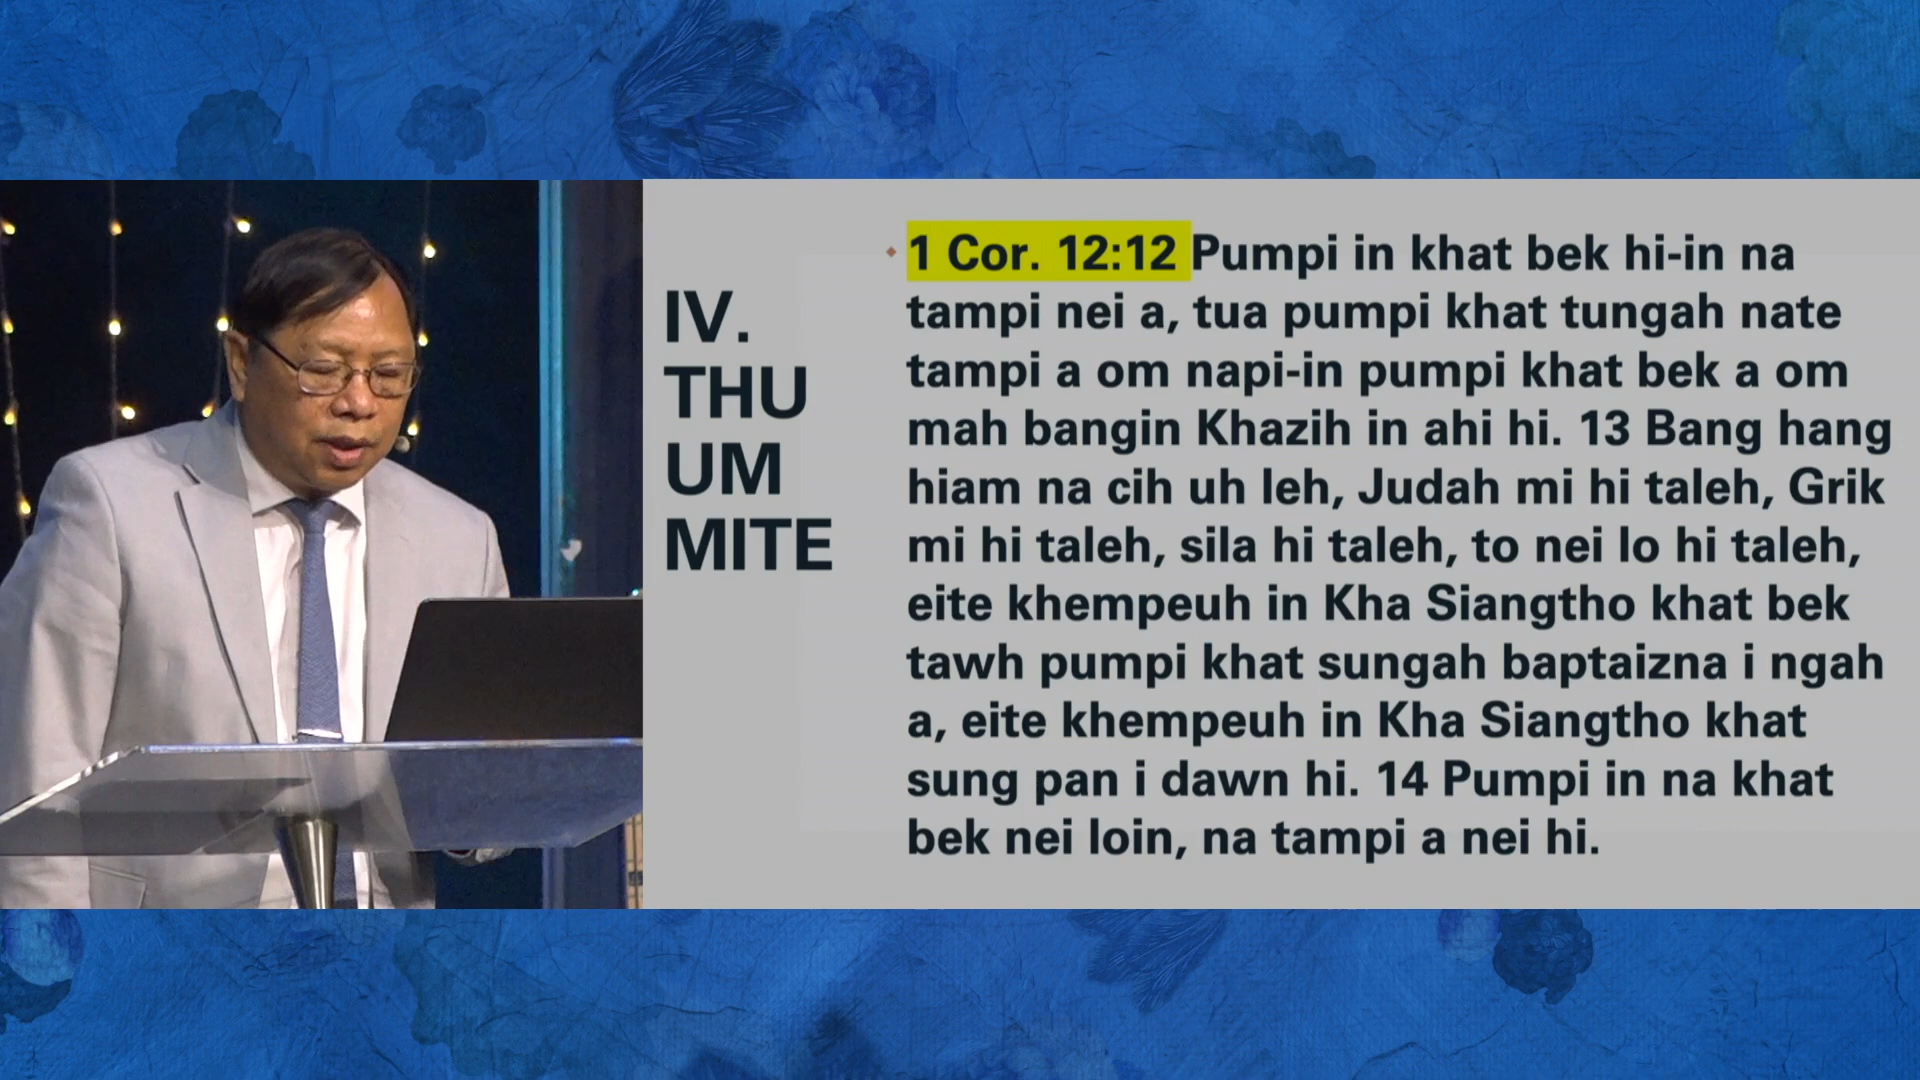 IV.
THU
UM
MITE
1 Cor. 12:12 Pumpi in khat bek hi-in na
tampi nei a, tua pumpi khat tungah nate
tampi a om napi-in pumpi khat bek a om
mah bangin Khazih in ahi hi. 13 Bang hang
hiam na cih uh leh, Judah mi hi taleh, Grik
mi hi taleh, sila hi taleh, to nei lo hi taleh,
eite khempeuh in Kha Siangtho khat bek
tawh pumpi khat sungah baptaizna i ngah
a, eite khempeuh in Kha Siangtho khat
sung pan i dawn hi. 14 Pumpi in na khat
bek nei loin, na tampi a nei hi.